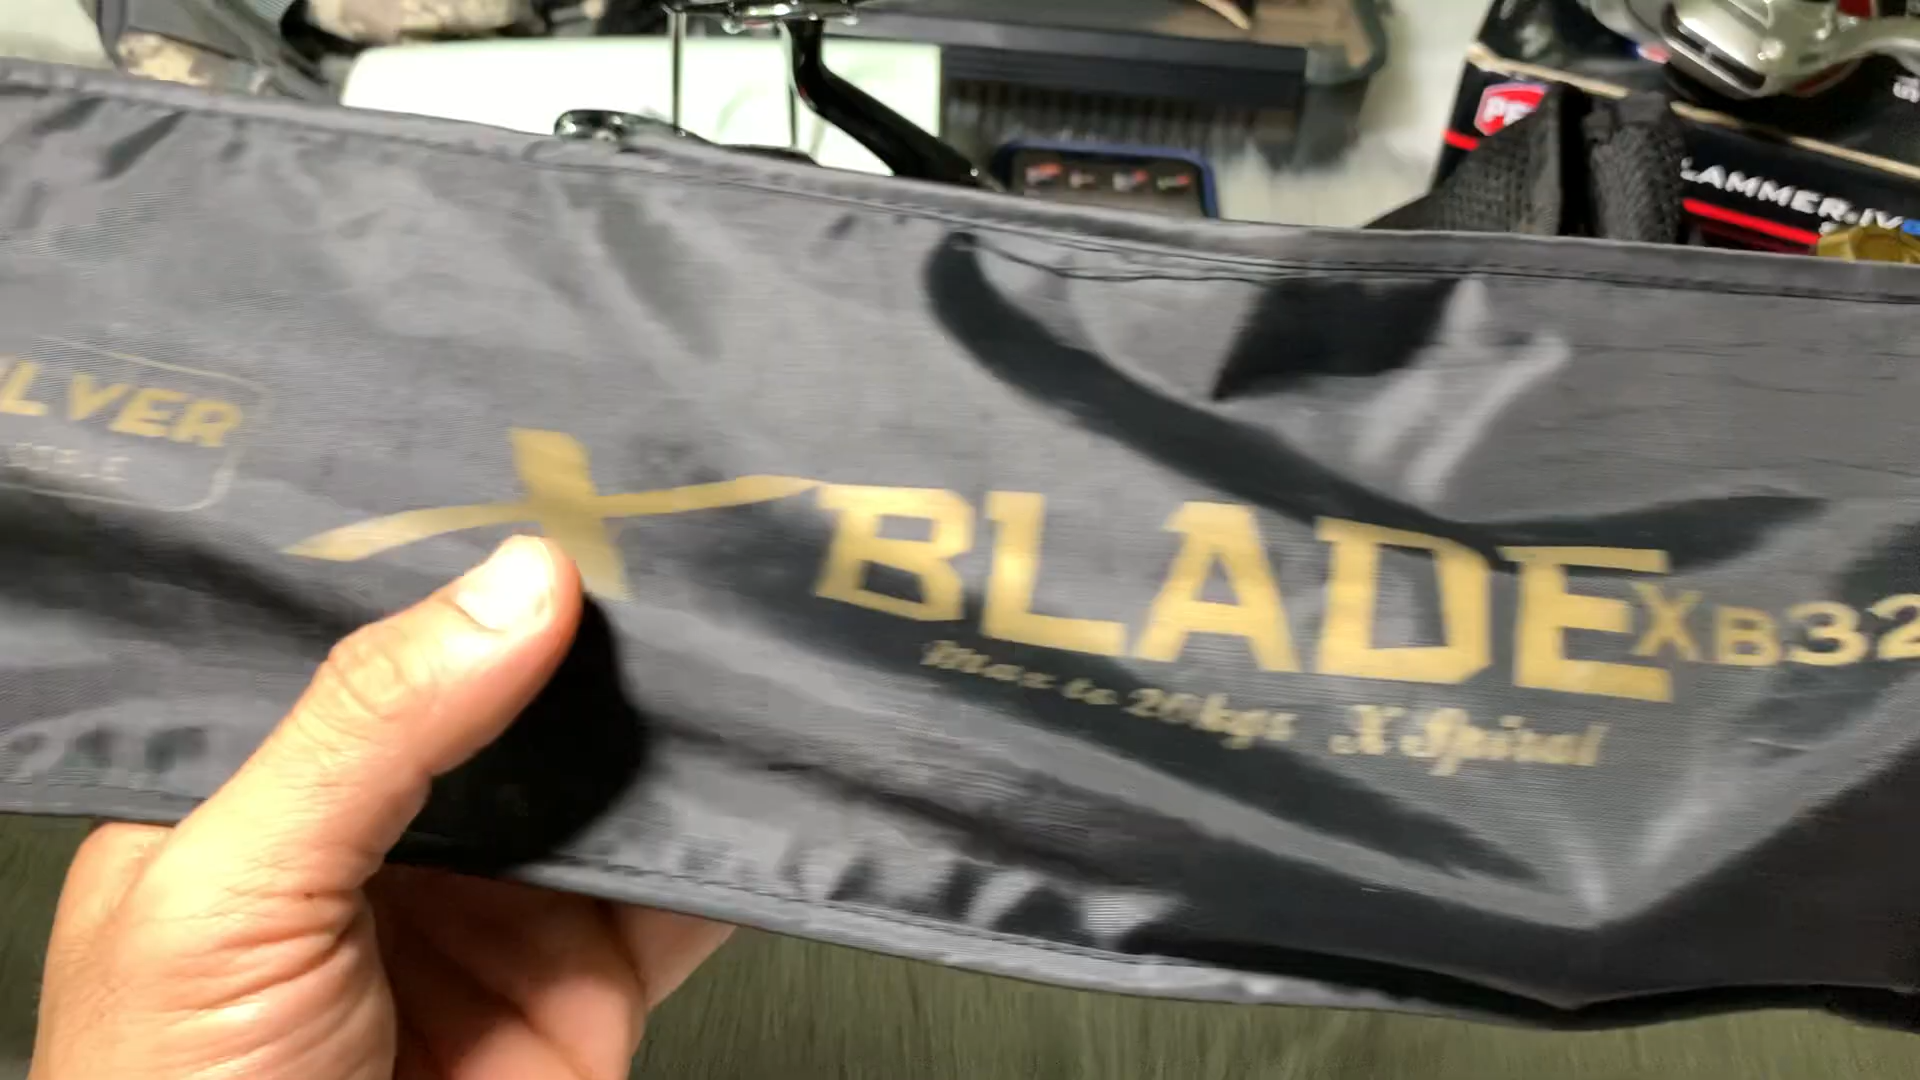 LAMMER IV
LVER
X BLADE XB32
Max to 20kgs X Spiral